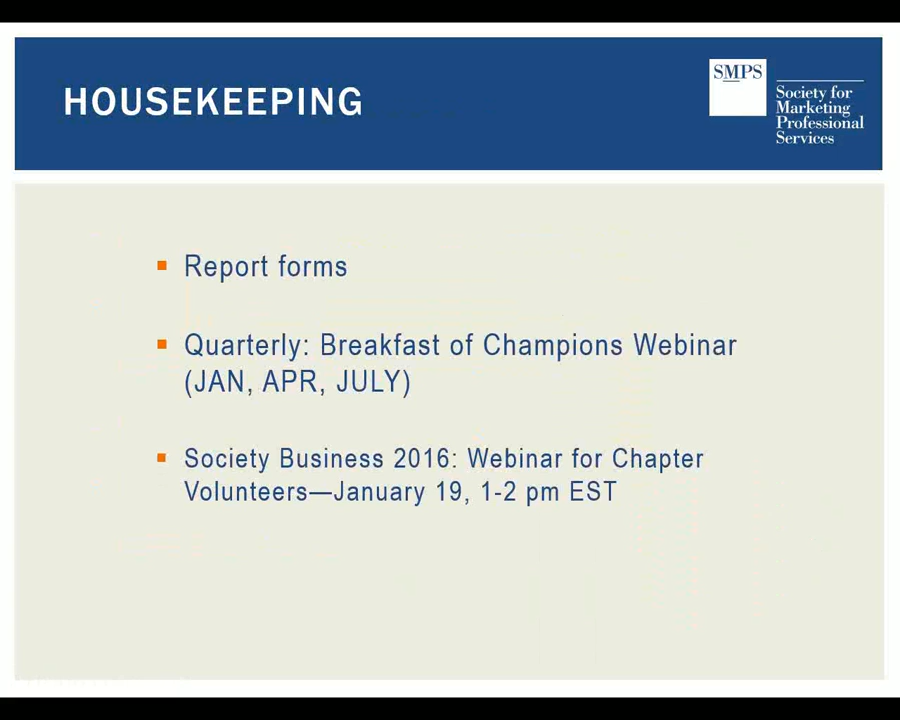 HOUSEKEEPING
SMPS
Society for
Marketing
Professional
Services
Report forms
Quarterly: Breakfast of Champions Webinar
(JAN, APR, JULY)
Society Business 2016: Webinar for Chapter
Volunteers—January 19, 1-2 pm EST